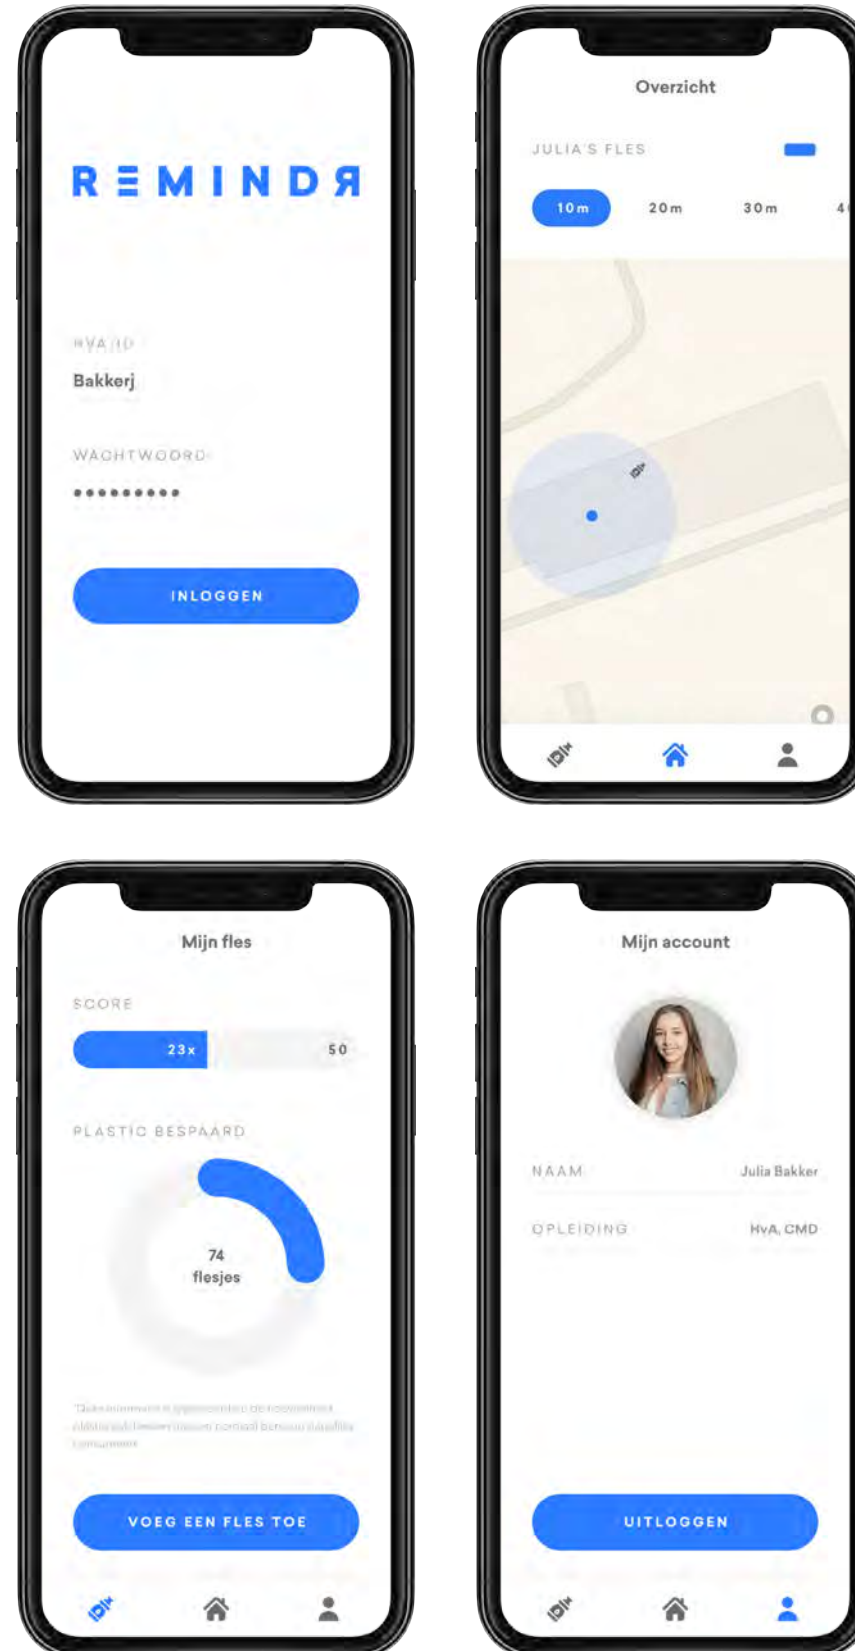 REMINDR
HVA ID
Bakkerj
WACHTWOORD
INLOGGEN
Overzicht
JULIA'S FLES
10m 20m 30m
Mijn fles
SCORE
23x 50
PLASTIC BESPAARD
74
flesjes
VOEG EEN FLES TOE
Mijn account
NAAM Julia Bakker
OPLEIDING HvA, CMD
UITLOGGEN